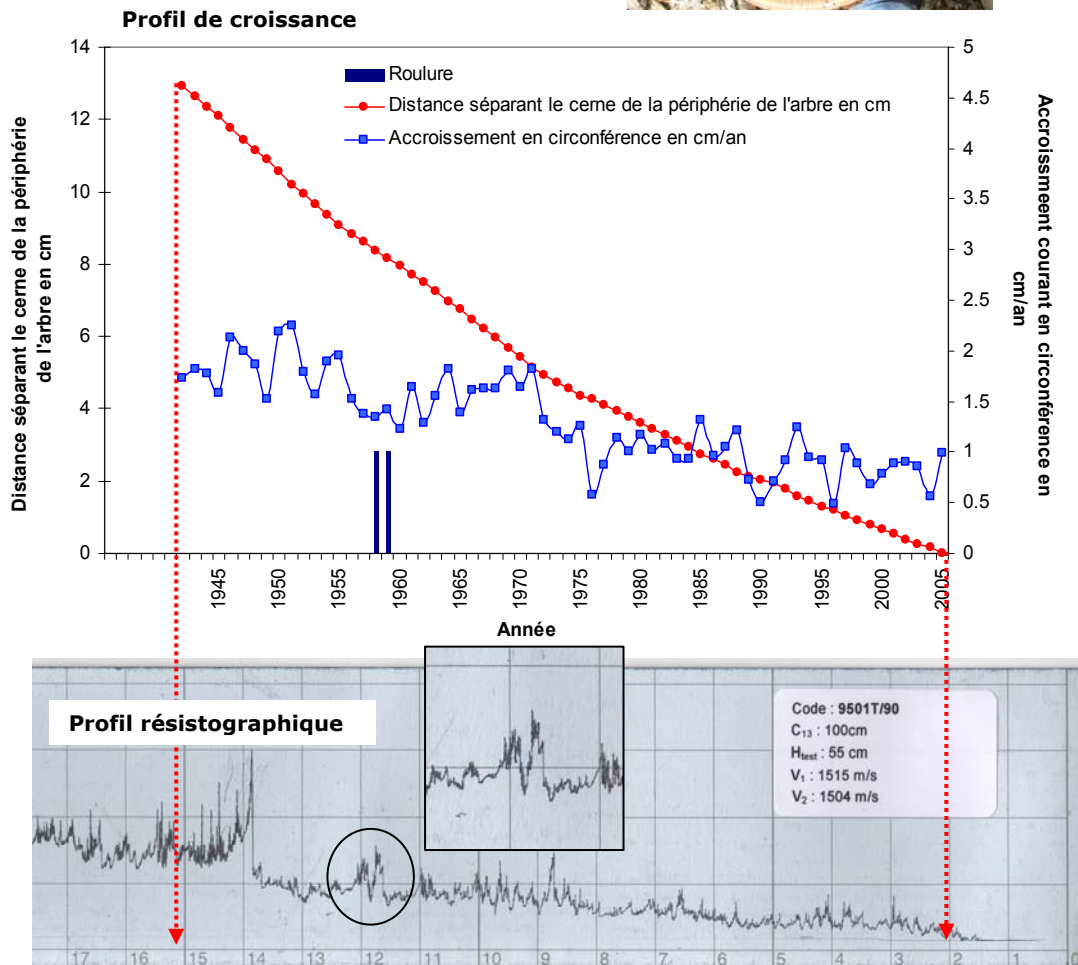 Profil de croissance
Roulure
Distance séparant le cerne de la périphérie de l'arbre en cm
Accroissement en circonférence en cm/an
Distance séparant le cerne de la périphérie
de l'arbre en cm
14
12
10
8
6
4
2
0
5
4.5
4
3.5
3
2.5
2
1.5
1
0.5
0
Accroissmeent courant en circonférence en
cm/an
1945
1950
1955
1960
1965
1970
1975
1980
1985
1990
1995
2000
2005
Année
Profil résistographique
Code : 9501T/90
C13 : 100cm
Htest : 55 cm
V1 : 1515 m/s
V2 : 1504 m/s
17 16 15 14 13 12 11 10 9 8 7 6 5 4 3 2 1 0